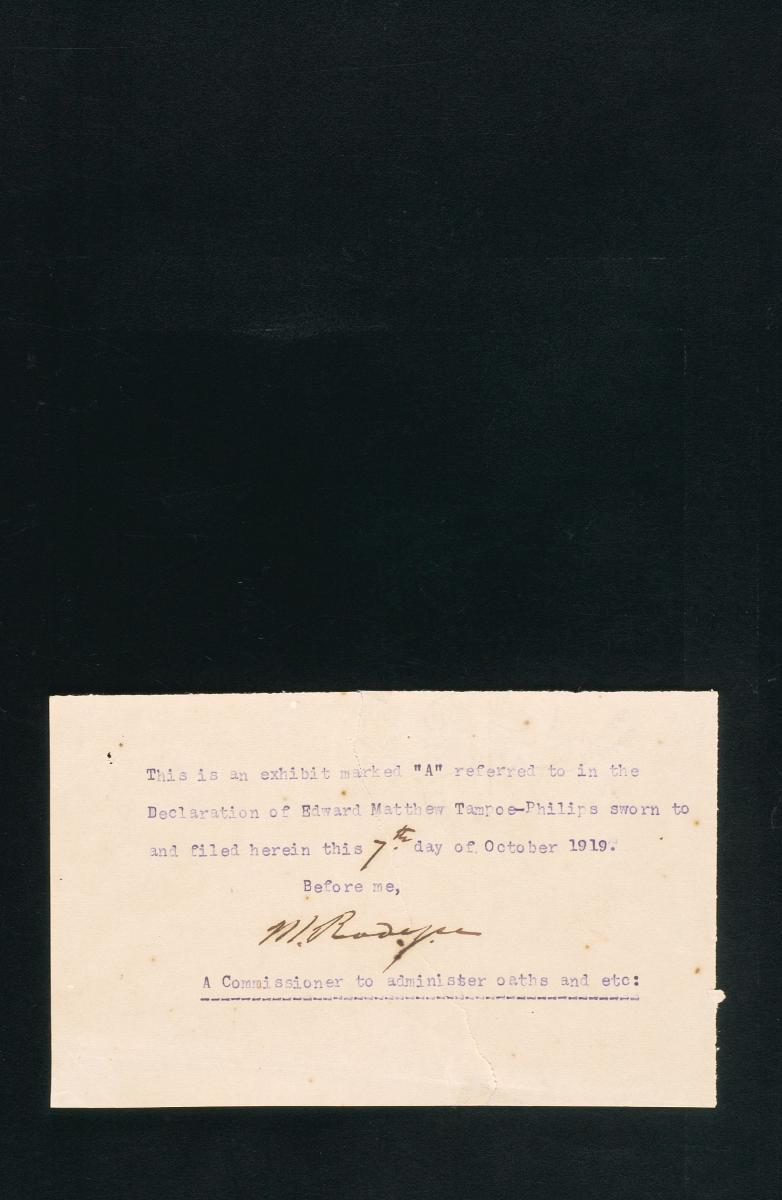 This is an exhibit marked "A" referred to in the
Declaration of Edward Matthew Tampoe-Philips sworn to
and filed herein this 7th day of October 1919.
Before me,
M.
A Commissioner to administer oaths and etc: